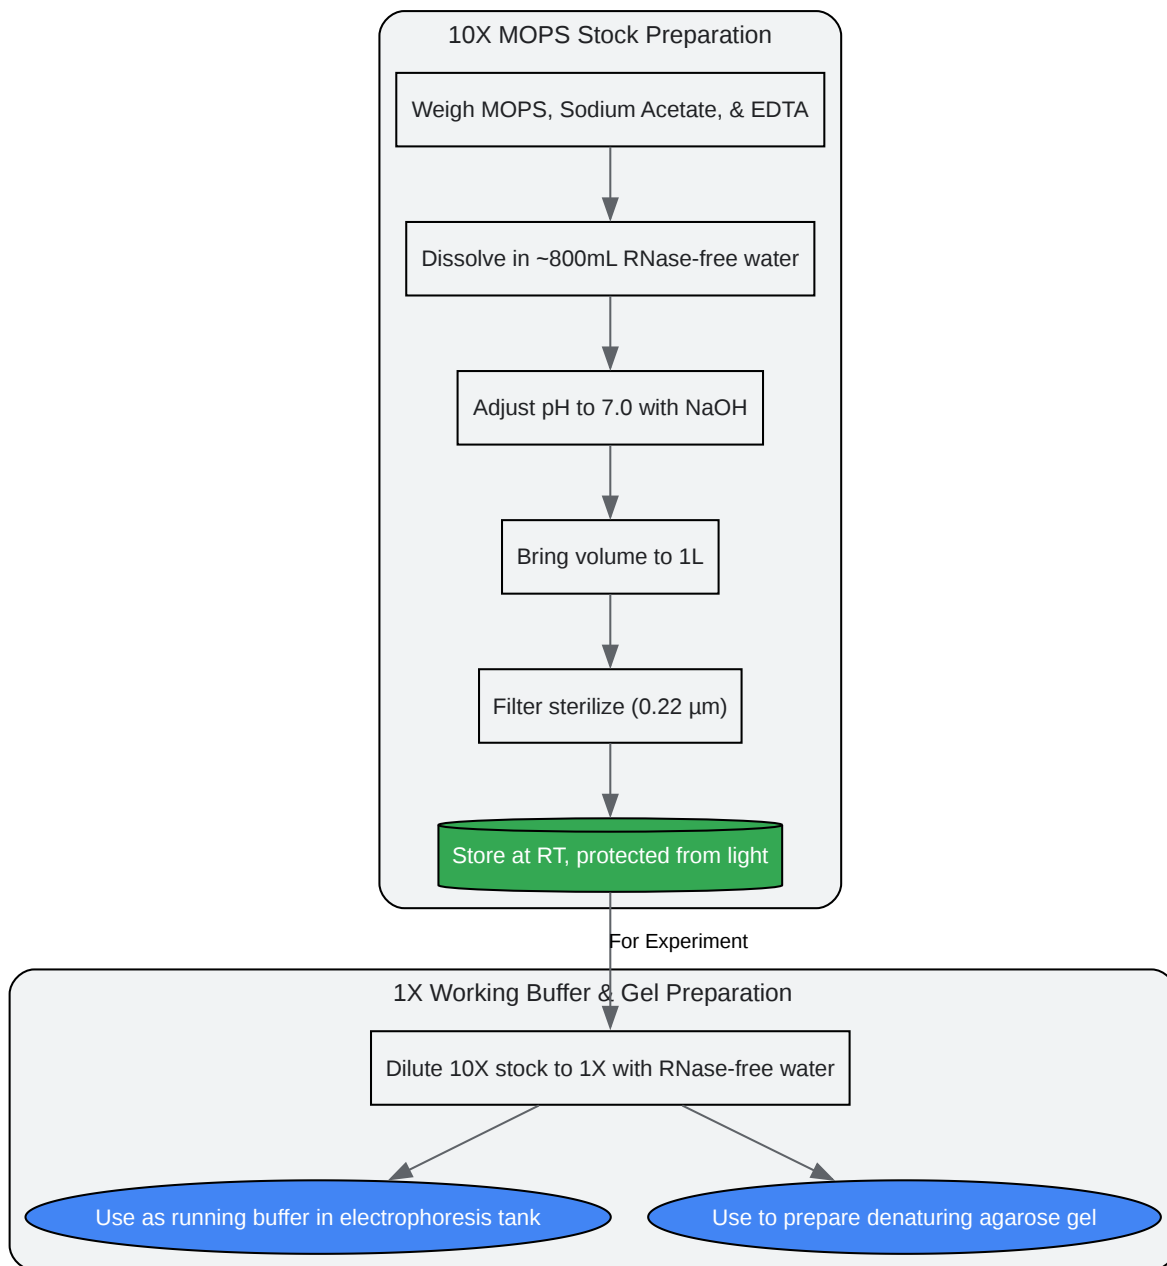 10X MOPS Stock Preparation
Weigh MOPS, Sodium Acetate, & EDTA
Dissolve in ~800mL RNase-free water
Adjust pH to 7.0 with NaOH
Bring volume to 1L
Filter sterilize (0.22 µm)
Store at RT, protected from light
For Experiment
1X Working Buffer & Gel Preparation
Dilute 10X stock to 1X with RNase-free water
Use as running buffer in electrophoresis tank
Use to prepare denaturing agarose gel